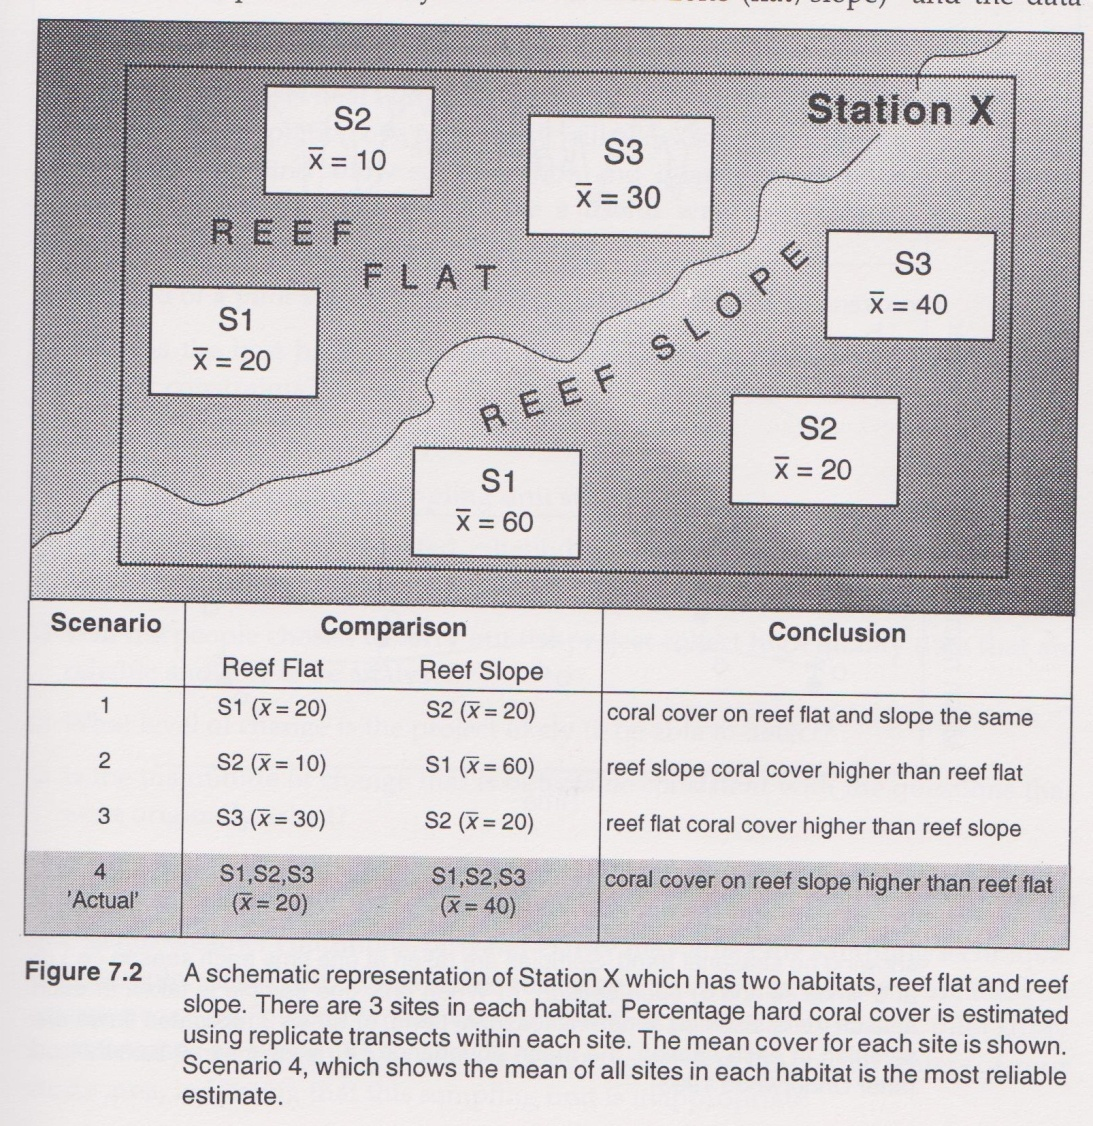 (flat/slope) and the data
Station X
S2
x̅ = 10
S3
x̅ = 30
REEF
FLAT
S1
x̅ = 20
REEF SLOPE
S3
x̅ = 40
S2
x̅ = 20
S1
x̅ = 60
Scenario Comparison Conclusion
Reef Flat Reef Slope
1 S1 (x̅ = 20) S2 (x̅ = 20) coral cover on reef flat and slope the same
2 S2 (x̅ = 10) S1 (x̅ = 60) reef slope coral cover higher than reef flat
3 S3 (x̅ = 30) S2 (x̅ = 20) reef flat coral cover higher than reef slope
4 S1,S2,S3 S1,S2,S3 coral cover on reef slope higher than reef flat
'Actual' (x̅ = 20) (x̅ = 40)
Figure 7.2 A schematic representation of Station X which has two habitats, reef flat and reef
slope. There are 3 sites in each habitat. Percentage hard coral cover is estimated
using replicate transects within each site. The mean cover for each site is shown.
Scenario 4, which shows the mean of all sites in each habitat is the most reliable
estimate.